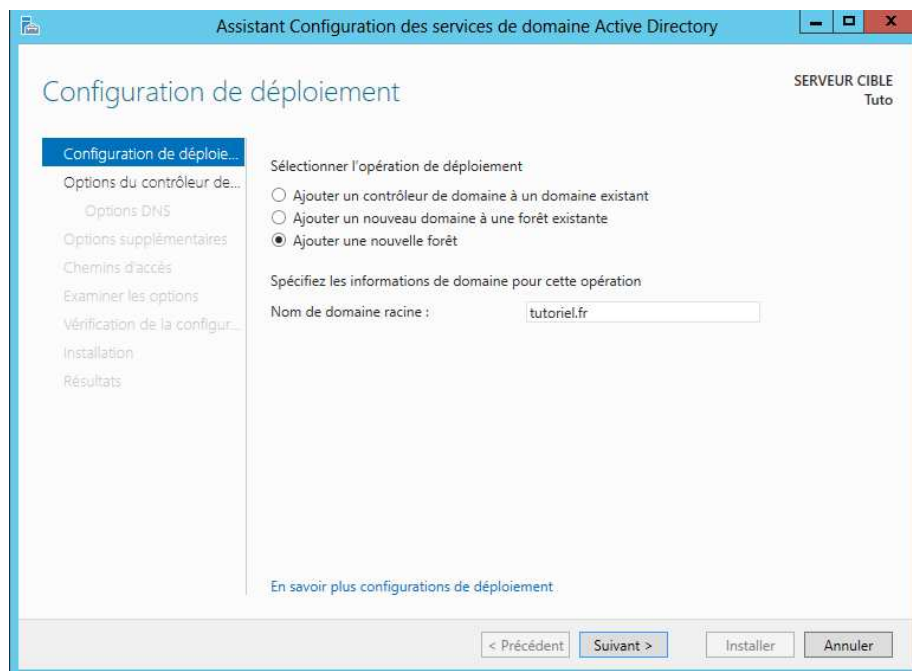 Assistant Configuration des services de domaine Active Directory
Configuration de déploiement
SERVEUR CIBLE
Tuto
Configuration de déploie...
Options du contrôleur de...
Options DNS
Options supplémentaires
Chemins d'accès
Examiner les options
Vérification de la configur...
Installation
Résultats
Sélectionner l'opération de déploiement
Ajouter un contrôleur de domaine à un domaine existant
Ajouter un nouveau domaine à une forêt existante
Ajouter une nouvelle forêt
Spécifiez les informations de domaine pour cette opération
Nom de domaine racine : tutoriel.fr
En savoir plus configurations de déploiement
< Précédent Suivant > Installer Annuler